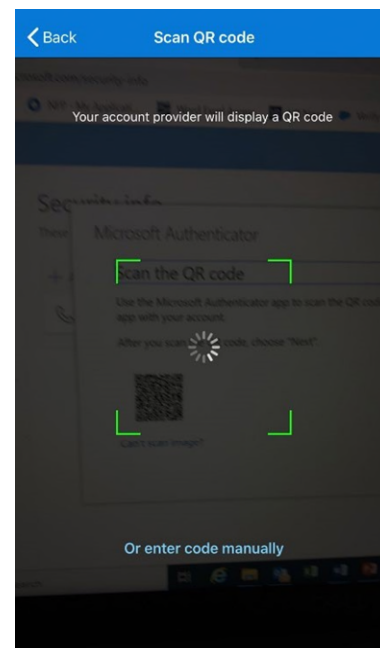 Back
Scan QR code
Your account provider will display a QR code
Security info
Microsoft Authenticator
Scan the QR code
Use the Microsoft Authenticator app to scan the QR code
app with your account.
After you scan the QR code, choose "Next".
Can't scan image?
Or enter code manually